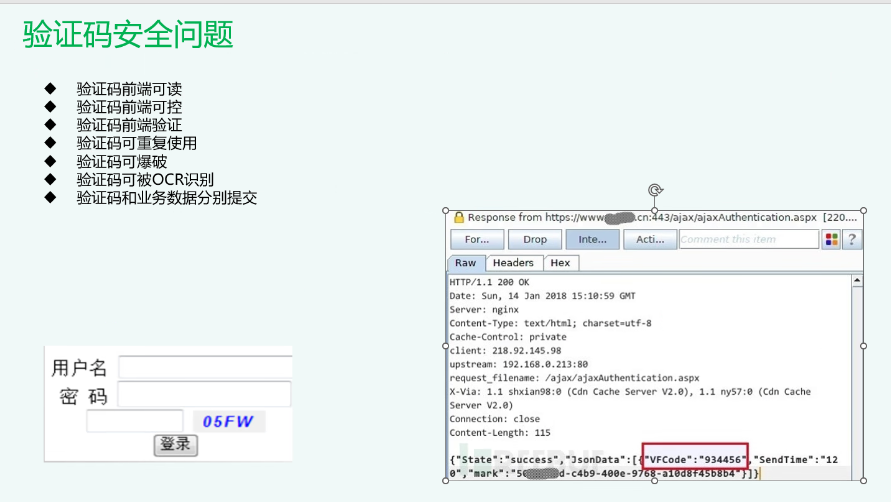 验证码安全问题
◆ 验证码前端可读
◆ 验证码前端可控
◆ 验证码前端验证
◆ 验证码可重复使用
◆ 验证码可爆破
◆ 验证码可被OCR识别
◆ 验证码和业务数据分别提交
用户名
密 码
05FW
登录
Response from https://www .cn:443/ajax/ajaxAuthentication.aspx [220....
For... Drop Inte... Acti... Comment this item ?
Raw Headers Hex
HTTP/1.1 200 OK
Date: Sun, 14 Jan 2018 15:10:59 GMT
Server: nginx
Content-Type: text/html; charset=utf-8
Cache-Control: private
client: 218.92.145.98
upstream: 192.168.0.213:80
request_filename: /ajax/ajaxAuthentication.aspx
X-Via: 1.1 shxian98:0 (Cdn Cache Server V2.0), 1.1 ny57:0 (Cdn Cache
Server V2.0)
Connection: close
Content-Length: 115
{"State":"success","JsonData":[{"VFCode":"934456","SendTime":"12
0","mark":"5 d-c4b9-400e-9768-a10d8f45b8b4"}]}